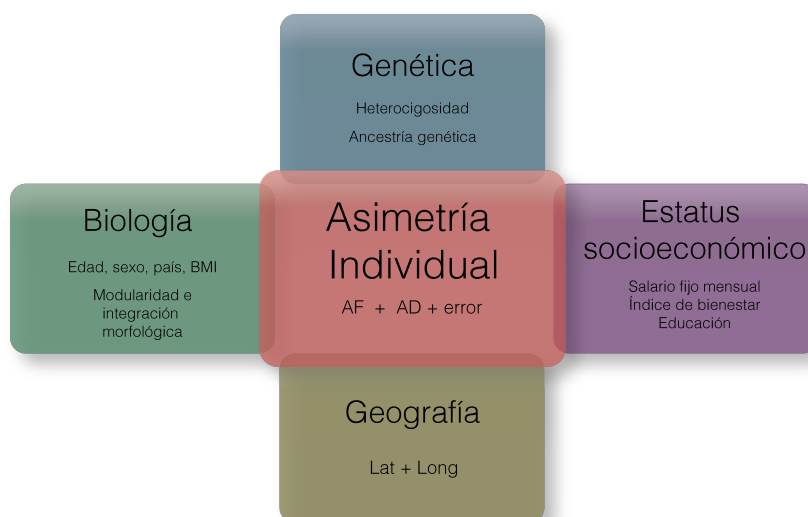 Genética
Heterocigosidad
Ancestría genética
Biología
Edad, sexo, país, BMI
Modularidad e
integración
morfológica
Asimetría
Individual
AF + AD + error
Estatus
socioeconómico
Salario fijo mensual
Índice de bienestar
Educación
Geografía
Lat + Long